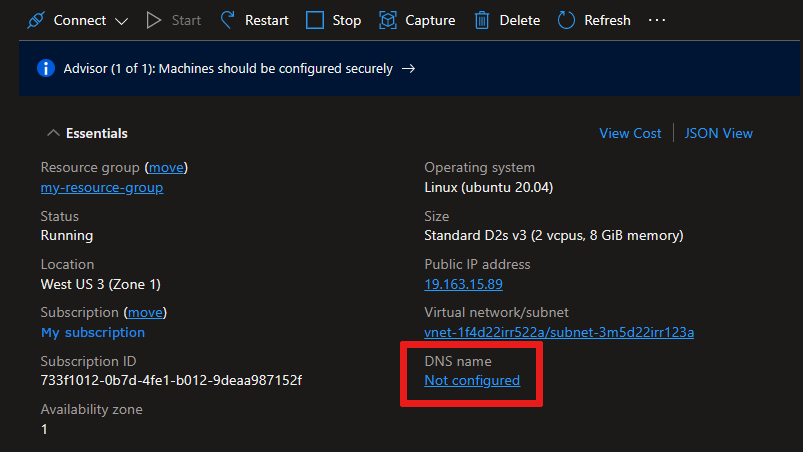 Connect Start Restart Stop Capture Delete Refresh ...
Advisor (1 of 1): Machines should be configured securely →
Essentials
View Cost JSON View
Resource group (move)
my-resource-group
Status
Running
Location
West US 3 (Zone 1)
Subscription (move)
My subscription
Subscription ID
733f1012-0b7d-4fe1-b012-9deaa987152f
Availability zone
1
Operating system
Linux (ubuntu 20.04)
Size
Standard D2s v3 (2 vcpus, 8 GiB memory)
Public IP address
19.163.15.89
Virtual network/subnet
vnet-1f4d22irr522a/subnet-3m5d22irr123a
DNS name
Not configured